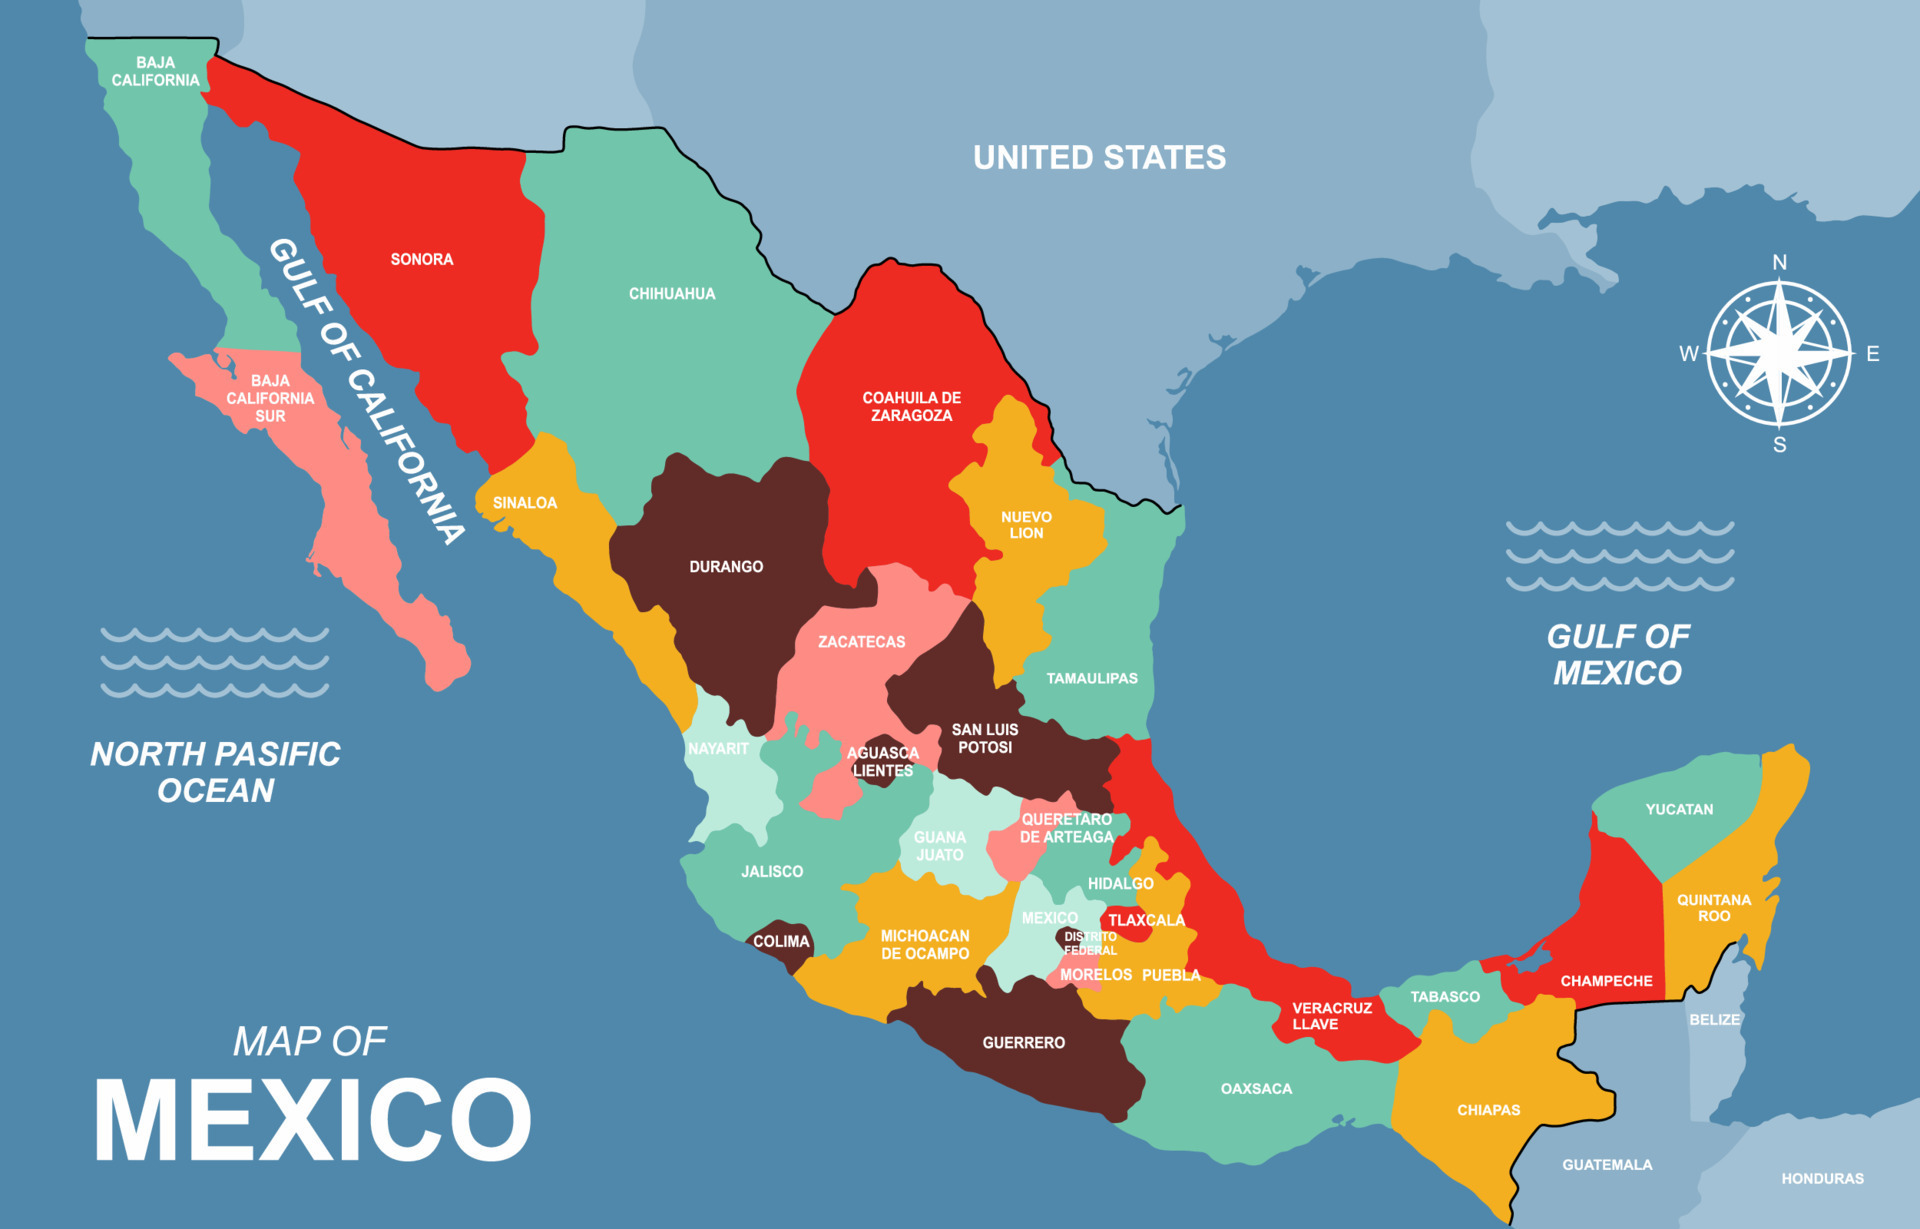 BAJA
CALIFORNIA
UNITED STATES
SONORA
GULF OF CALIFORNIA
CHIHUAHUA
N
W
E
S
BAJA
CALIFORNIA
SUR
COAHUILA DE
ZARAGOZA
SINALOA
NUEVO
LION
DURANGO
ZACATECAS
GULF OF
MEXICO
TAMAULIPAS
NORTH PASIFIC
OCEAN
NAYARIT
SAN LUIS
POTOSI
AGUASCA
LIENTES
YUCATAN
QUERETARO
DE ARTEAGA
GUANA
JUATO
JALISCO
HIDALGO
QUINTANA
ROO
MEXICO
TLAXCALA
COLIMA
MICHOACAN
DE OCAMPO
DISTRITO
FEDERAL
MORELOS
PUEBLA
CHAMPECHE
TABASCO
VERACRUZ
LLAVE
BELIZE
GUERRERO
MAP OF
MEXICO
OAXSACA
CHIAPAS
GUATEMALA
HONDURAS